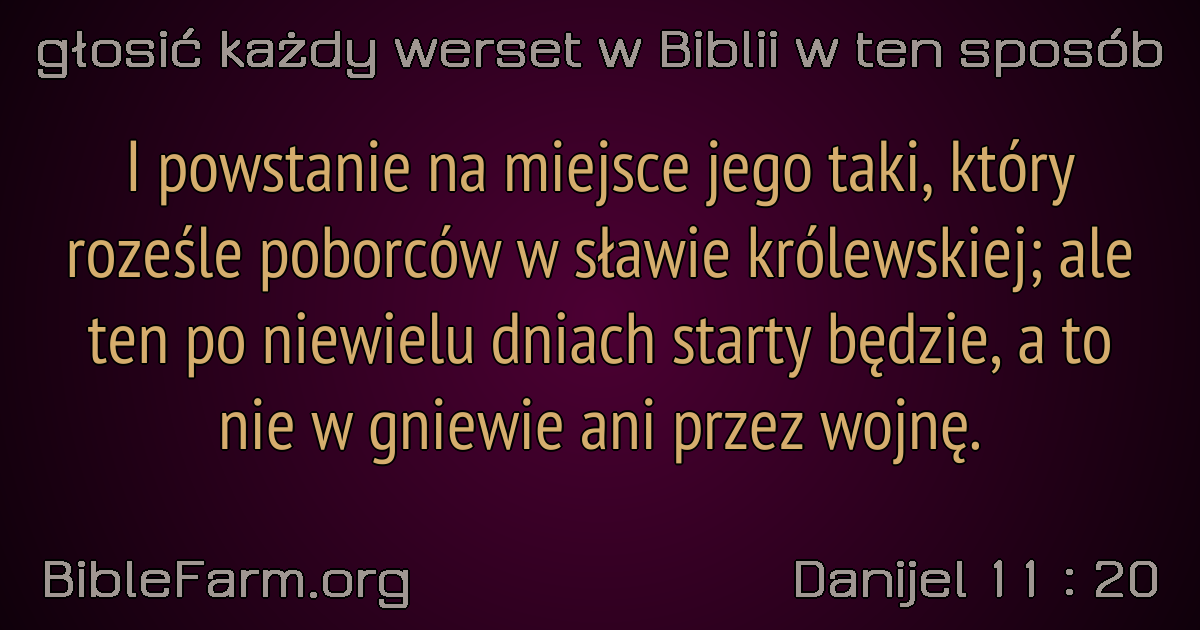 głosić każdy werset w Biblii w ten sposób
I powstanie na miejsce jego taki, który
roześle poborców w sławie królewskiej; ale
ten po niewielu dniach starty będzie, a to
nie w gniewie ani przez wojnę.
BibleFarm.org
Danijel 11 : 20